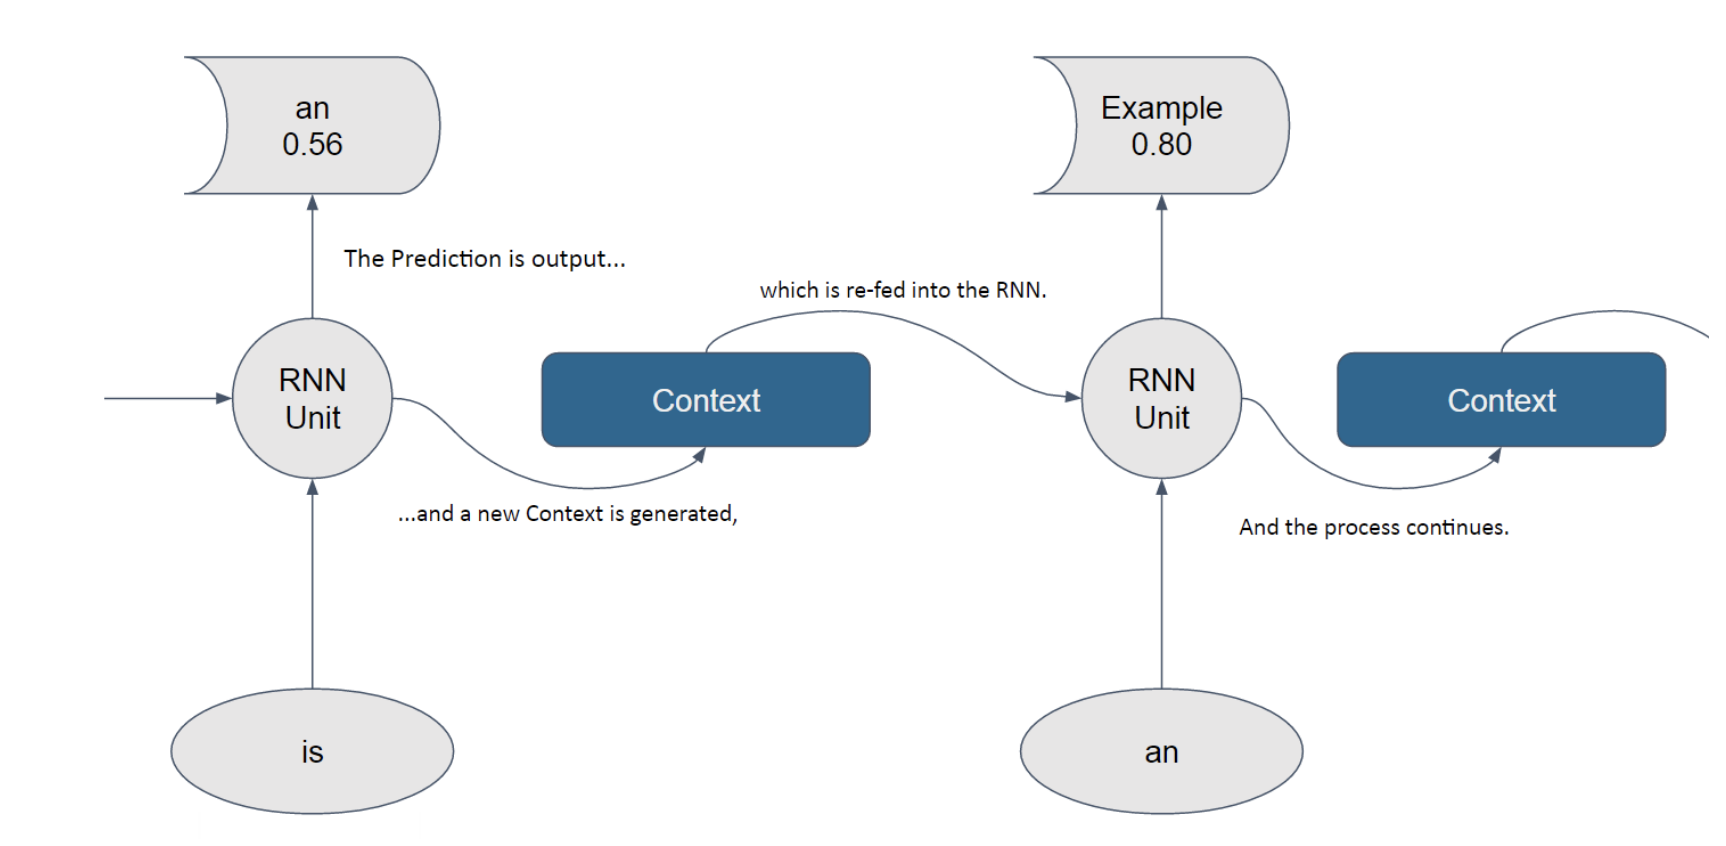 an
0.56
The Prediction is output...
RNN
Unit
...and a new Context is generated,
is
Context
which is re-fed into the RNN.
Example
0.80
RNN
Unit
an
Context
And the process continues.